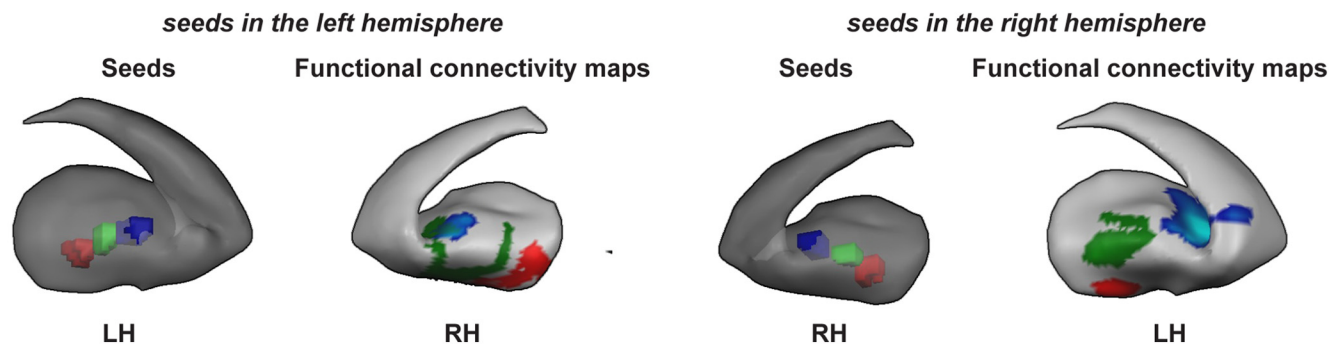 seeds in the left hemisphere
seeds in the right hemisphere
Seeds
Functional connectivity maps
Seeds
Functional connectivity maps
LH
RH
RH
LH